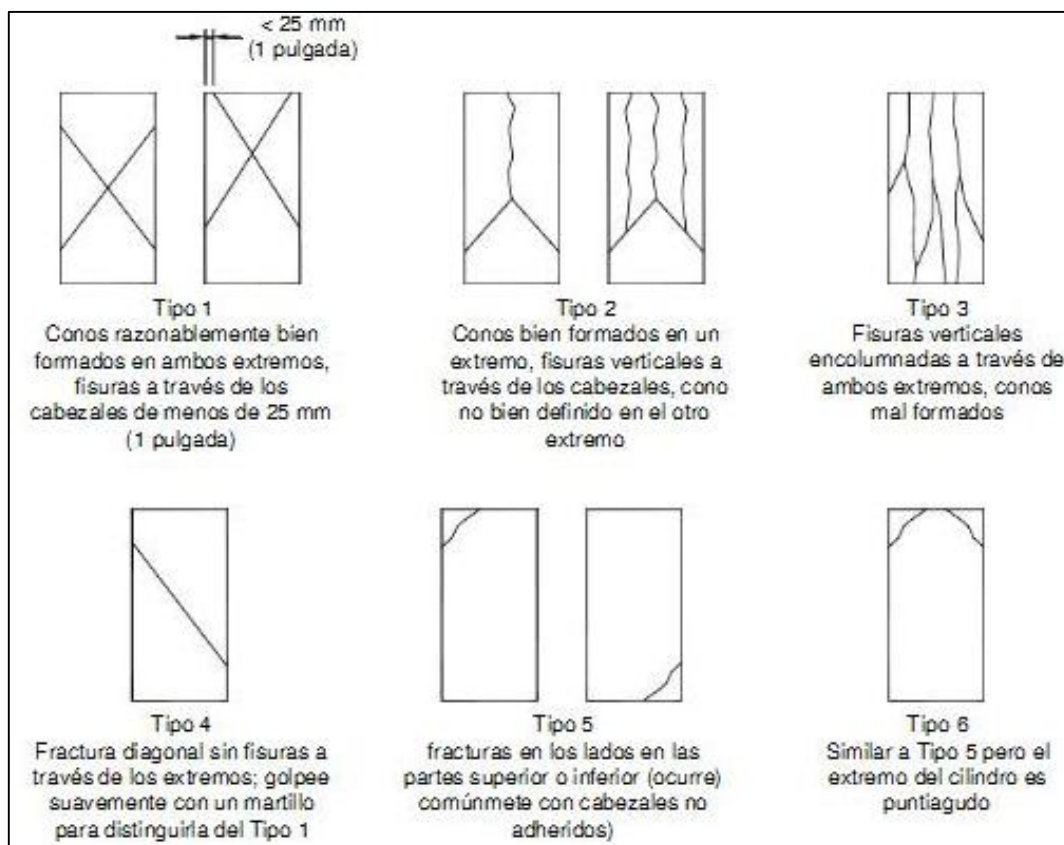 < 25 mm
(1 pulgada)
Tipo 1
Conos razonablemente bien
formados en ambos extremos,
fisuras a través de los
cabezales de menos de 25 mm
(1 pulgada)
Tipo 2
Conos bien formados en un
extremo, fisuras verticales a
través de los cabezales, cono
no bien definido en el otro
extremo
Tipo 3
Fisuras verticales
encolumnadas a través de
ambos extremos, conos
mal formados
Tipo 4
Fractura diagonal sin fisuras a
través de los extremos; golpee
suavemente con un martillo
para distinguirla del Tipo 1
Tipo 5
fracturas en los lados en las
partes superior o inferior (ocurre)
comúnmete con cabezales no
adheridos)
Tipo 6
Similar a Tipo 5 pero el
extremo del cilindro es
puntiagudo